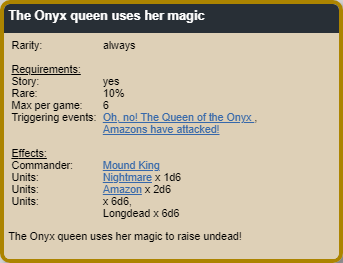 The Onyx queen uses her magic
Rarity: always
Requirements:
Story: yes
Rare: 10%
Max per game: 6
Triggering events: Oh, no! The Queen of the Onyx ,
Amazons have attacked!
Effects:
Commander: Mound King
Units: Nightmare x 1d6
Units: Amazon x 2d6
Units: x 6d6,
Longdead x 6d6
The Onyx queen uses her magic to raise undead!